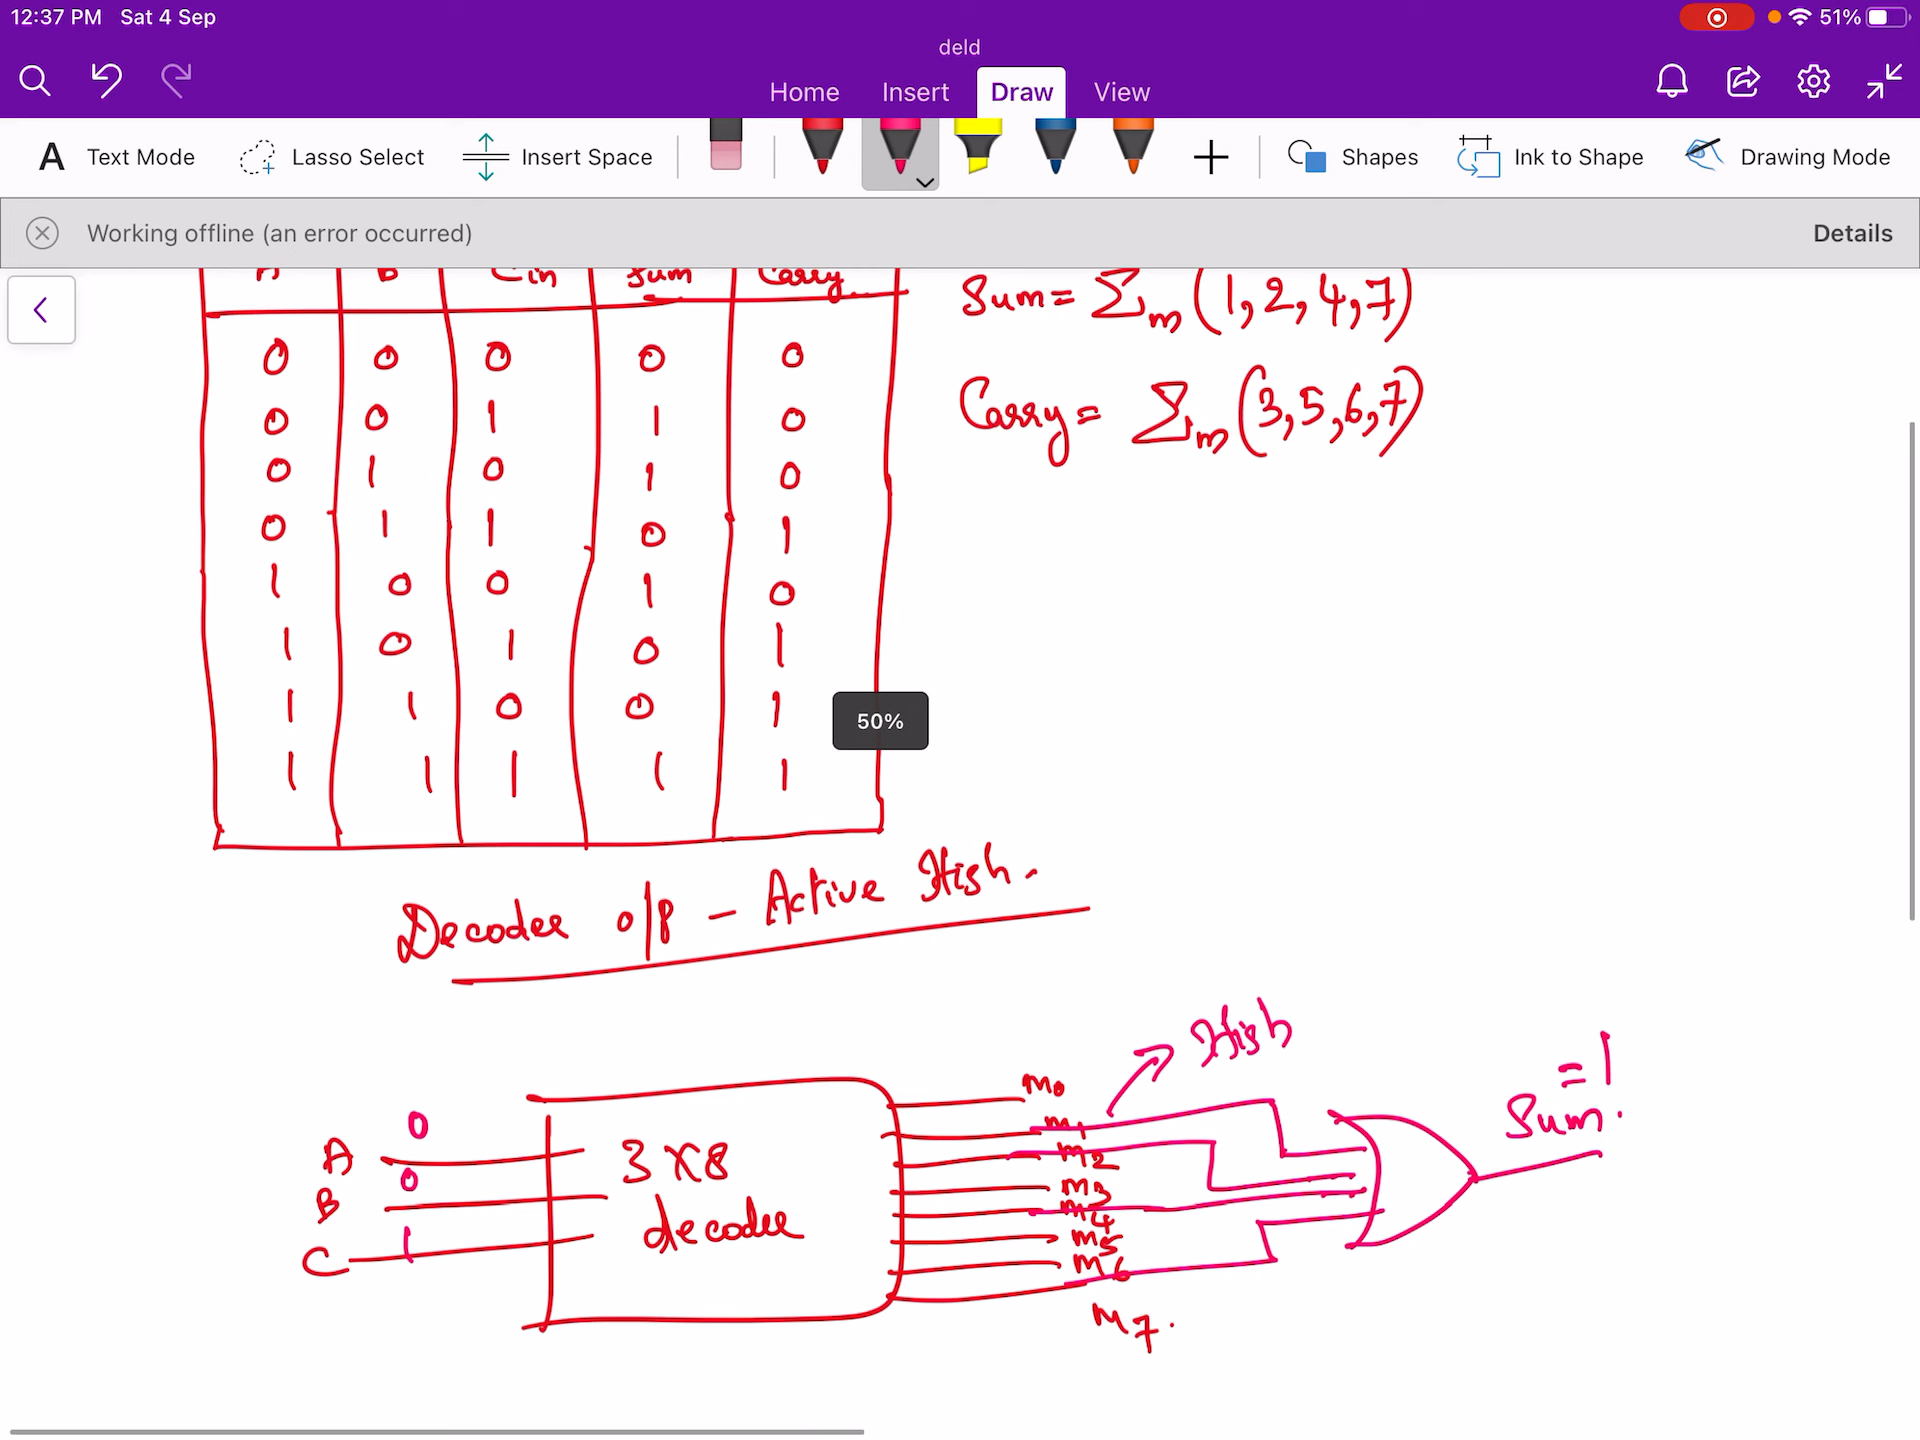 12:37 PM Sat 4 Sep
51%
deld
Home Insert Draw View
A Text Mode Lasso Select Insert Space Shapes Ink to Shape Drawing Mode
Working offline (an error occurred) Details
A B Cin Sum Carry
0 0 0 0 0
0 0 1 1 0
0 1 0 1 0
0 1 1 0 1
1 0 0 1 0
1 0 1 0 1
1 1 0 0 1
1 1 1 1 1
Sum = Σm (1,2,4,7)
Carry = Σm (3,5,6,7)
50%
Decoder o/p - Active High.
High
= 1
Sum.
A 0
B 0
C 1
3X8
decoder
m0
m1
m2
m3
m4
m5
m6
m7.